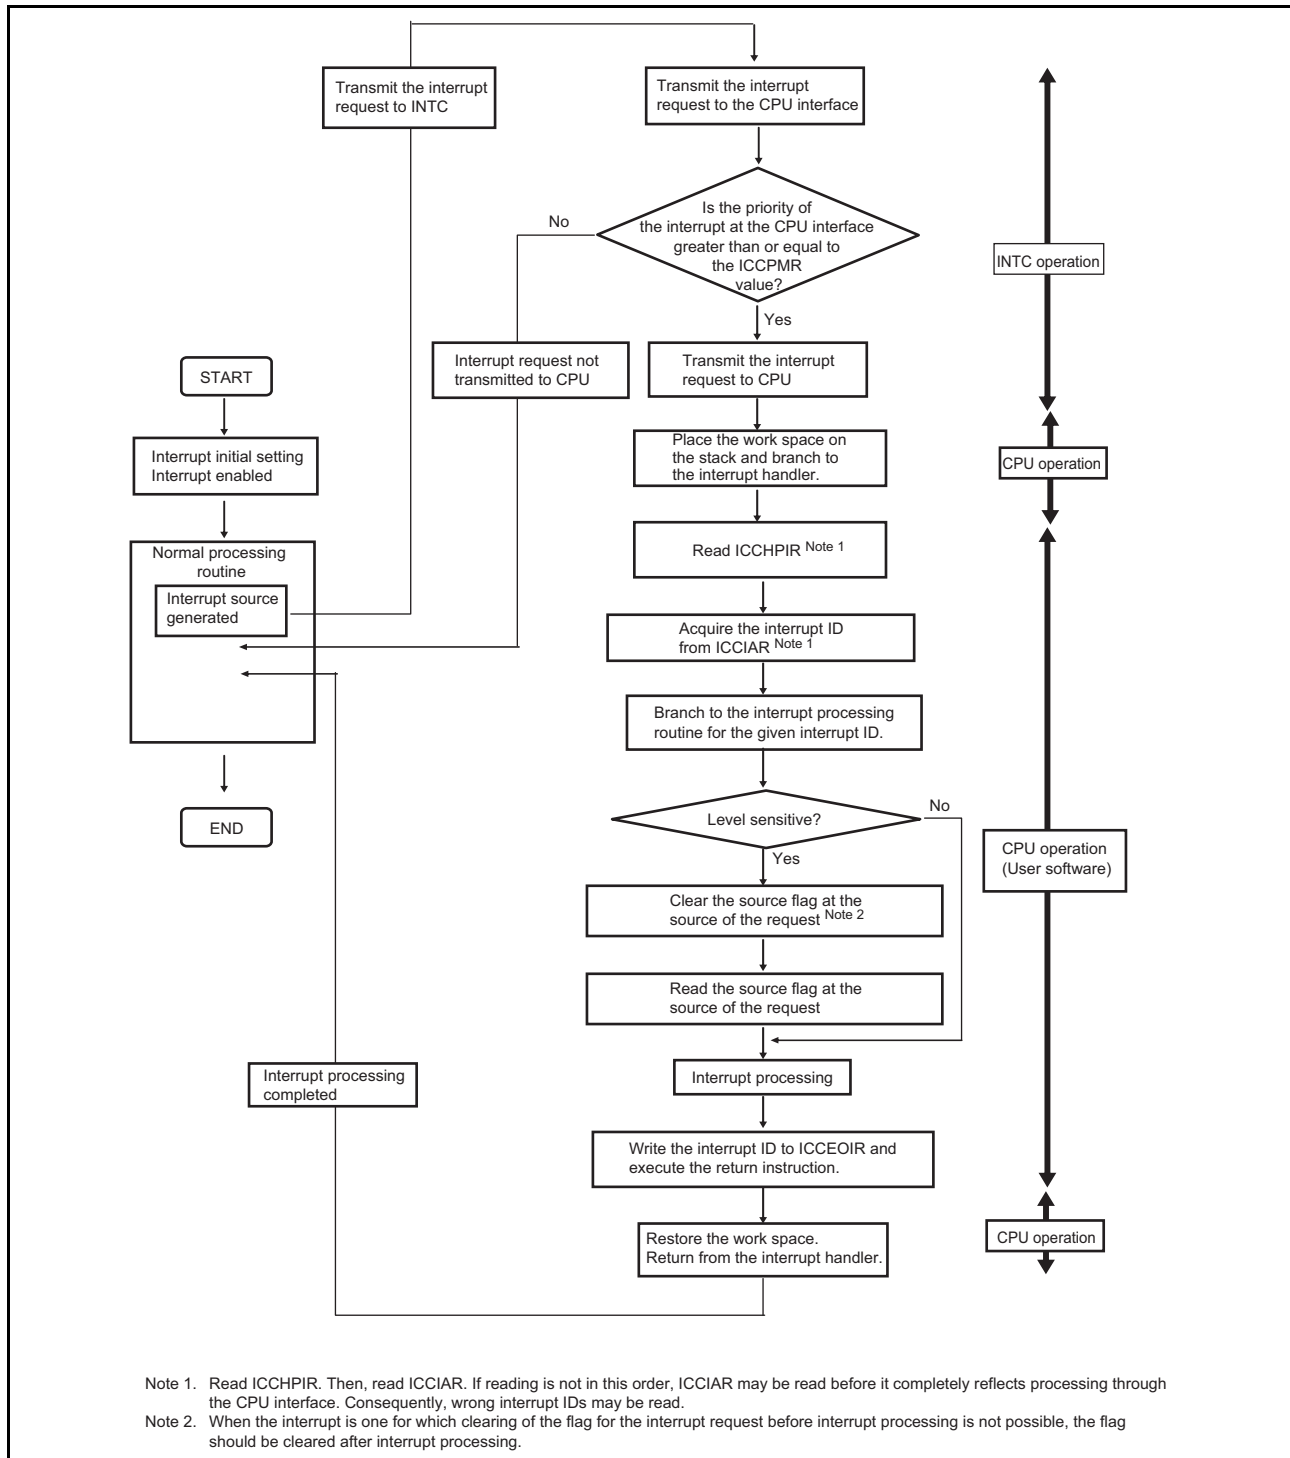 Transmit the interrupt
request to INTC
Transmit the interrupt
request to the CPU interface
Is the priority of
the interrupt at the CPU interface
greater than or equal to
the ICCPMR
value?
No
Yes
INTC operation
Interrupt request not
transmitted to CPU
Transmit the interrupt
request to CPU
START
Interrupt initial setting
Interrupt enabled
Place the work space on
the stack and branch to
the interrupt handler.
CPU operation
Normal processing
routine
Interrupt source
generated
Read ICCHPIR Note 1
Acquire the interrupt ID
from ICCIAR Note 1
Branch to the interrupt processing
routine for the given interrupt ID.
END
Level sensitive?
No
Yes
CPU operation
(User software)
Clear the source flag at the
source of the request Note 2
Read the source flag at the
source of the request
Interrupt processing
completed
Interrupt processing
Write the interrupt ID to ICCEOIR and
execute the return instruction.
Restore the work space.
Return from the interrupt handler.
CPU operation
Note 1. Read ICCHPIR. Then, read ICCIAR. If reading is not in this order, ICCIAR may be read before it completely reflects processing through
the CPU interface. Consequently, wrong interrupt IDs may be read.
Note 2. When the interrupt is one for which clearing of the flag for the interrupt request before interrupt processing is not possible, the flag
should be cleared after interrupt processing.